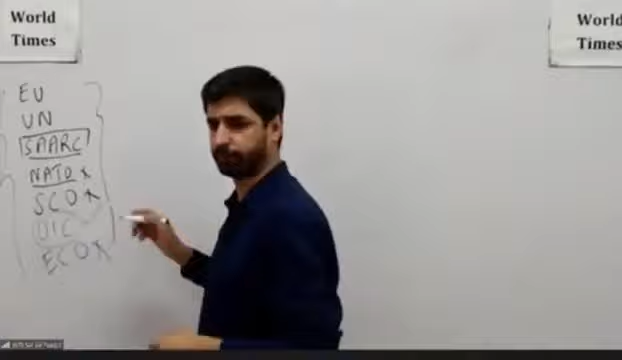 World
Times
World
Times
EU
UN
SAARC
NATO x
SCO x
OIC
ECO x